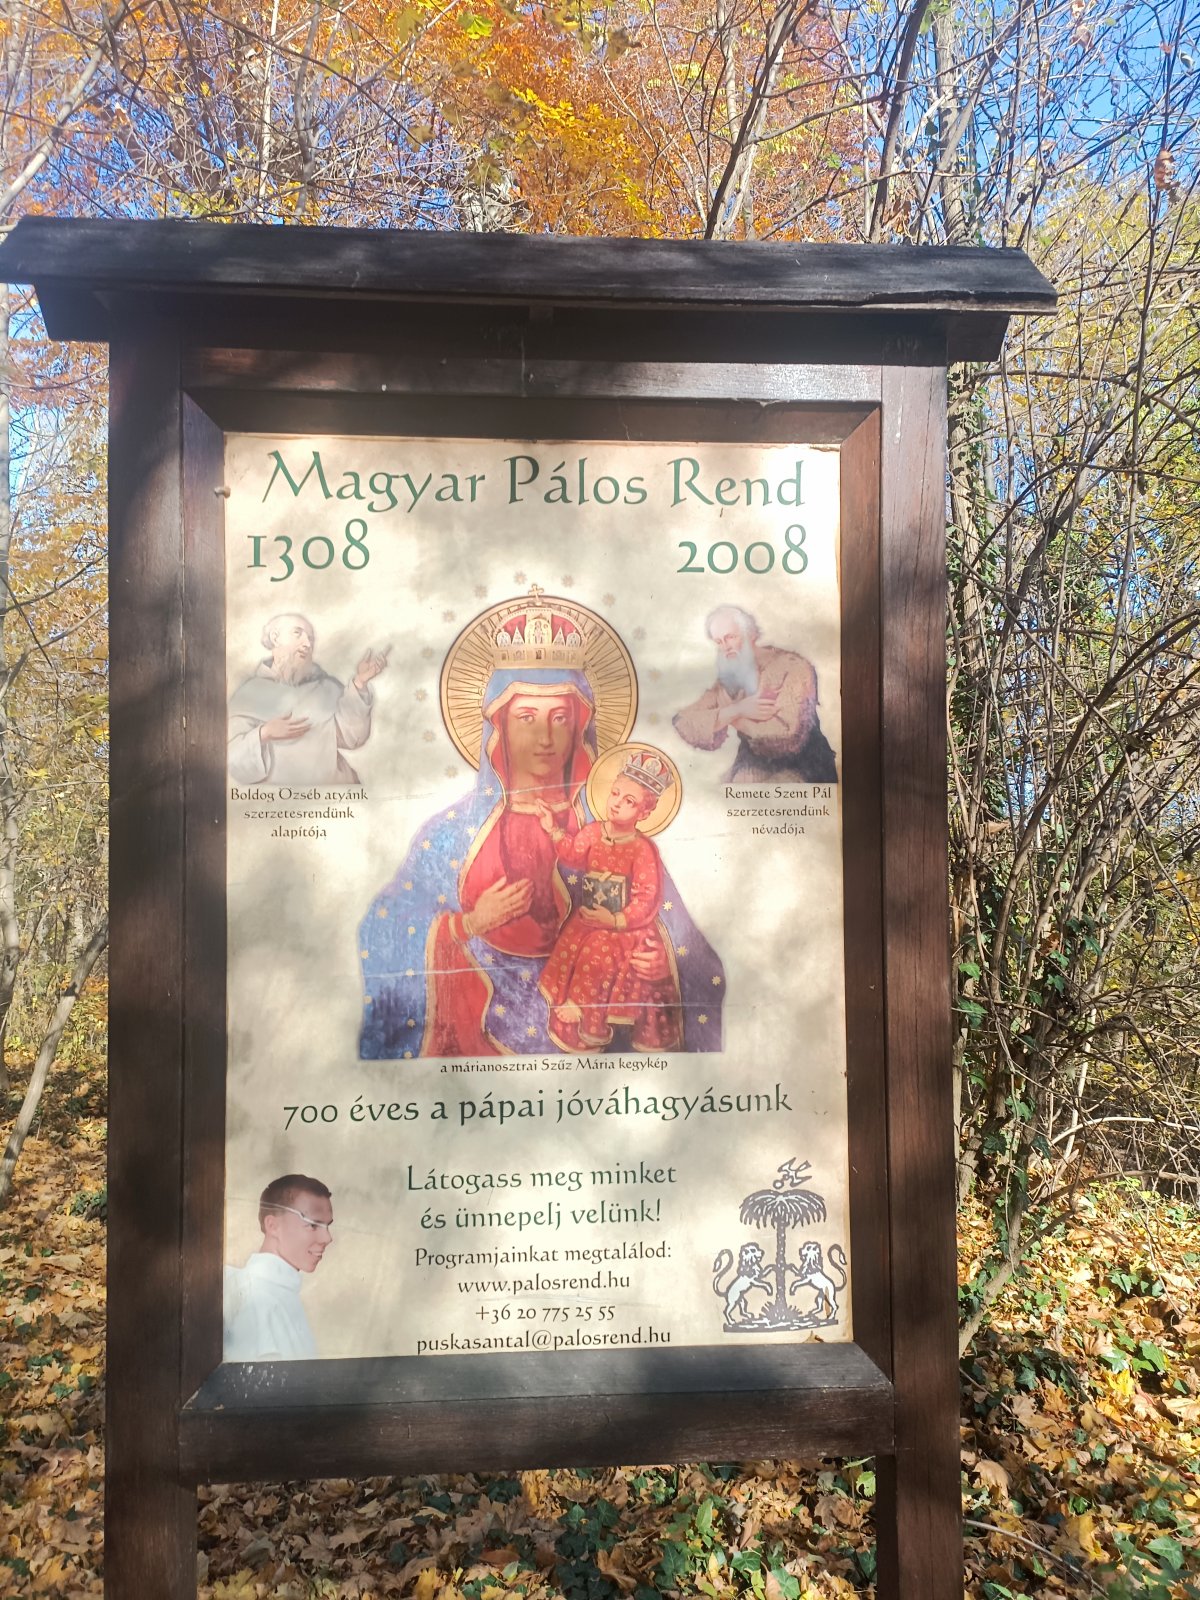 Magyar Pálos Rend
1308 2008
Boldog Özséb atyánk
szerzetesrendünk
alapítója
Remete Szent Pál
szerzetesrendünk
névadója
a márianosztrai Szűz Mária kegykép
700 éves a pápai jóváhagyásunk
Látogass meg minket
és ünnepelj velünk!
Programjainkat megtalálod:
www.palosrend.hu
+36 20 775 25 55
puskasantal@palosrend.hu